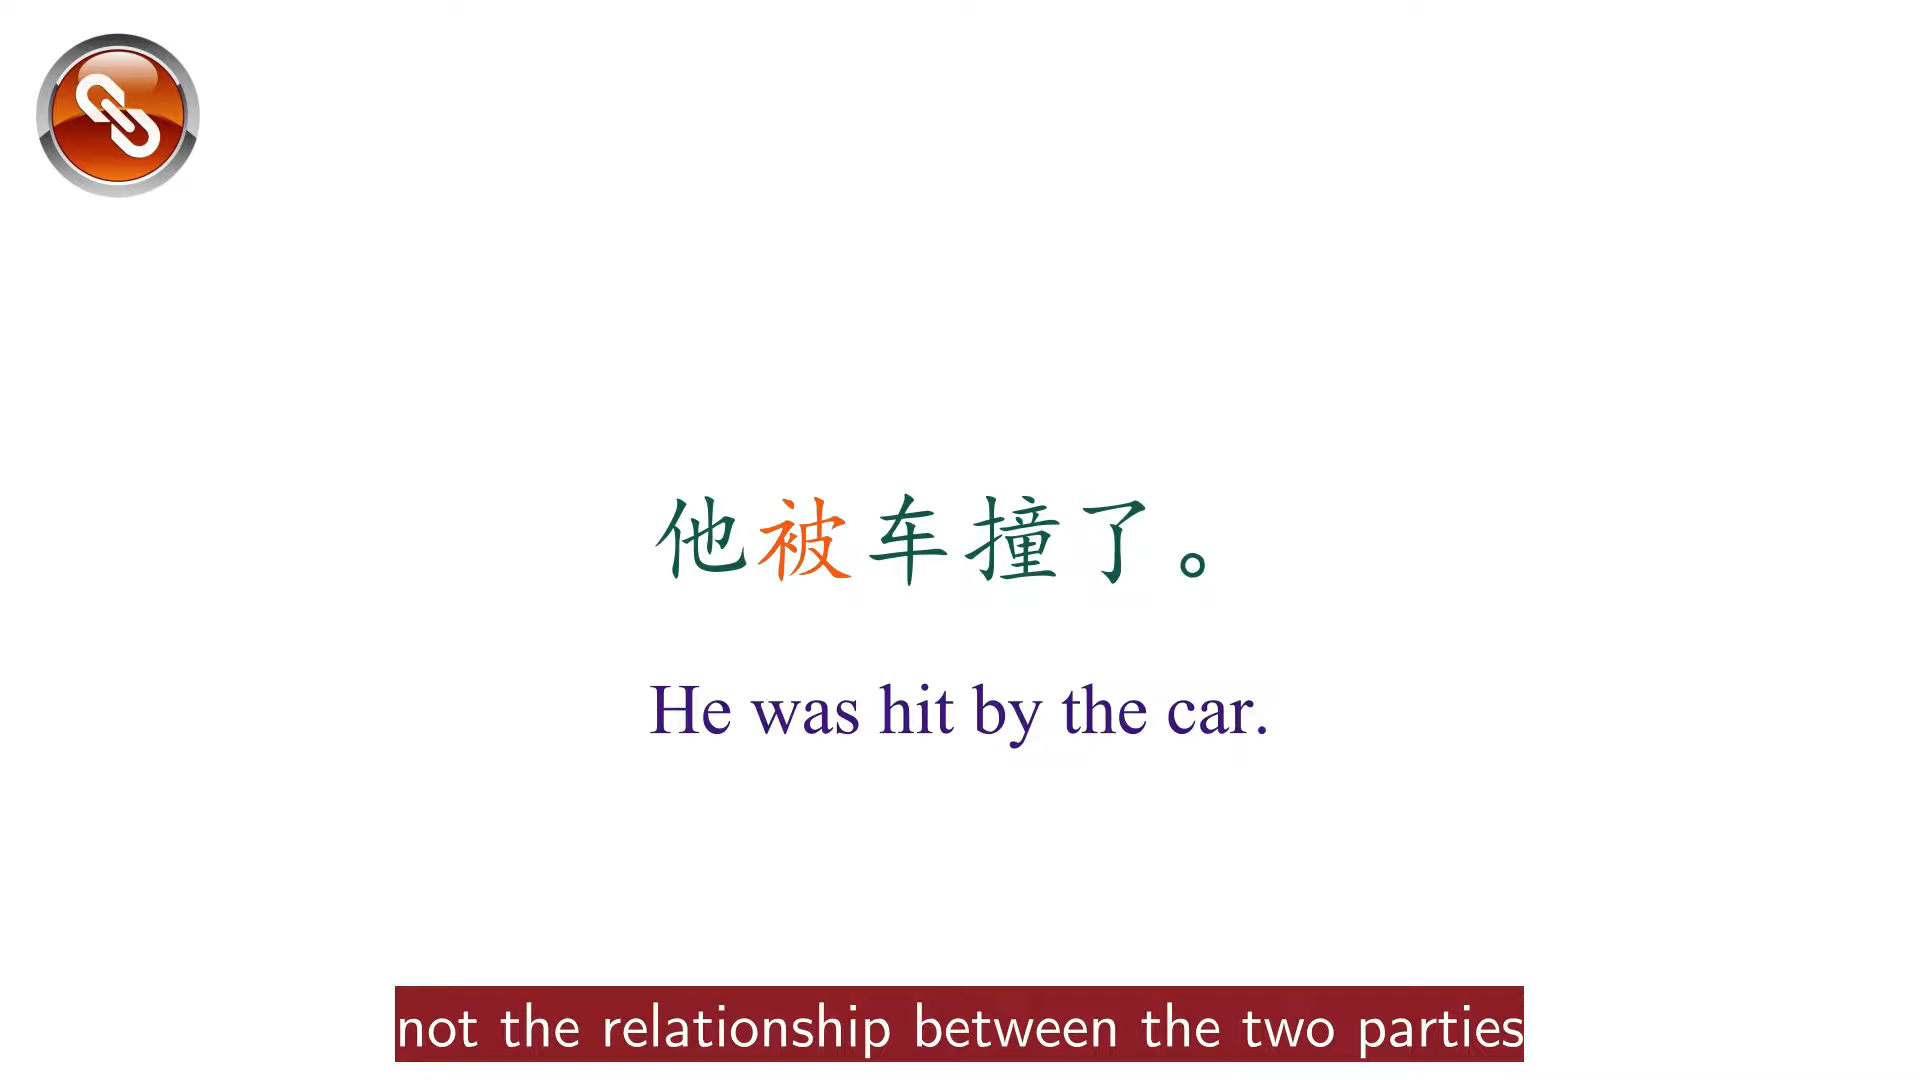 他被车撞了。
He was hit by the car.
not the relationship between the two parties